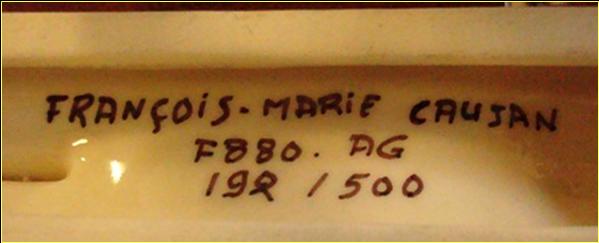 FRANÇOiS-MARiE CAUJAN
F880. AG
192 /500